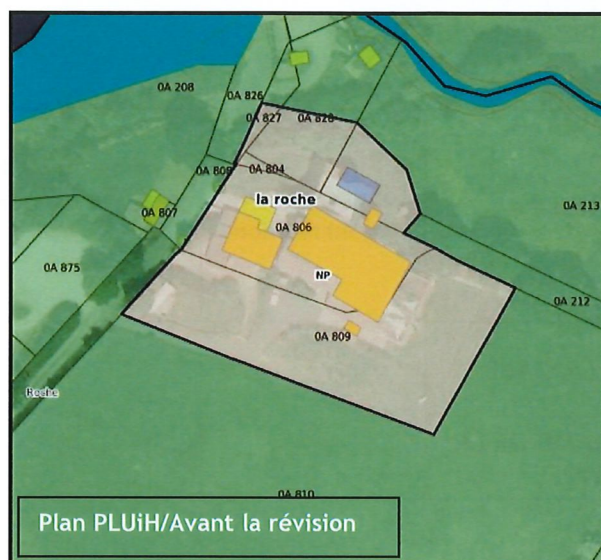 0A 208
0A 826
0A 827
0A 828
0A 808
0A 804
0A 213
la roche
0A 807
0A 806
0A 875
NP
0A 212
0A 809
Roche
0A 810
Plan PLUiH/Avant la révision